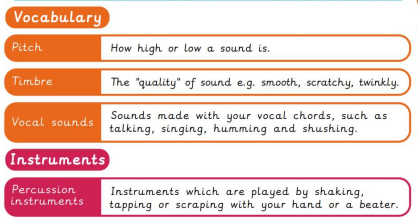 Vocabulary
Pitch
How high or low a sound is.
Timbre
The "quality" of sound e.g. smooth, scratchy, twinkly.
Vocal sounds
Sounds made with your vocal chords, such as
talking, singing, humming and shushing.
Instruments
Percussion
instruments
Instruments which are played by shaking,
tapping or scraping with your hand or a beater.